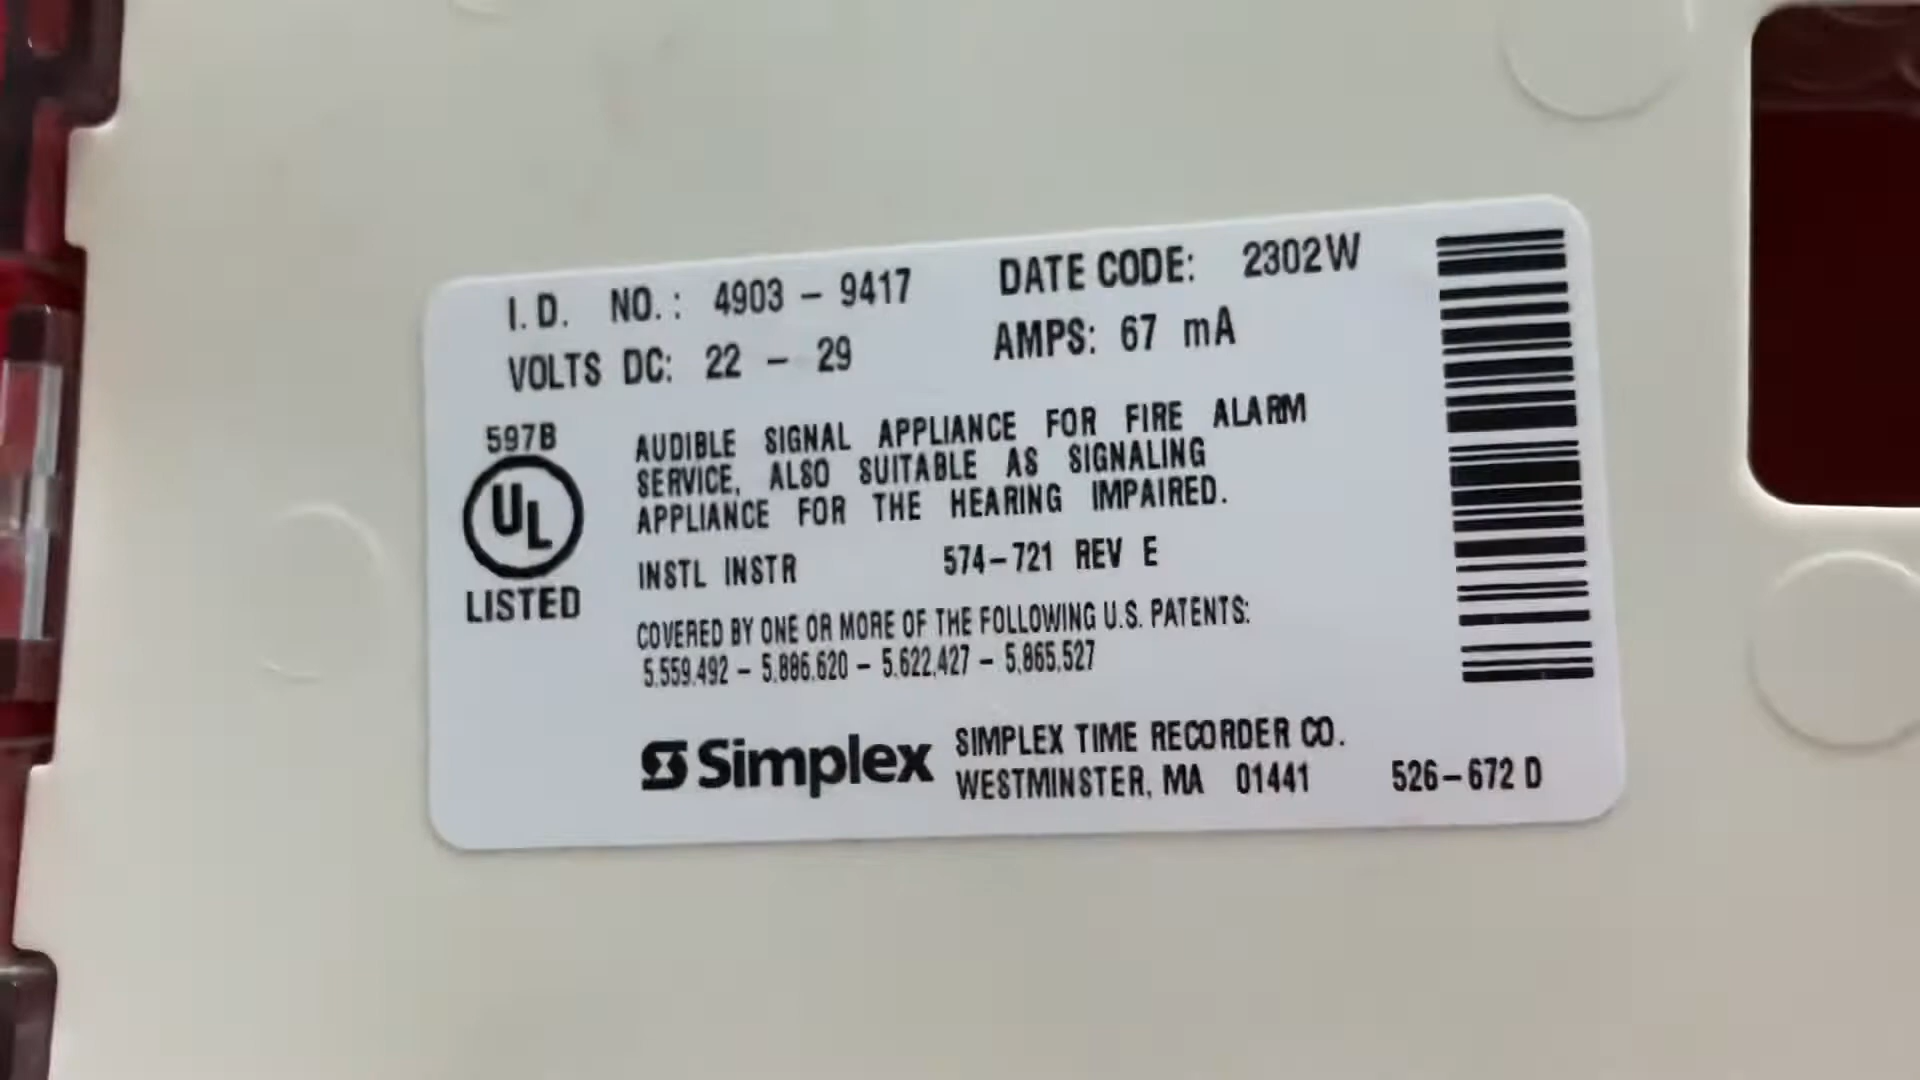 I.D. NO.: 4903 - 9417 DATE CODE: 2302W
VOLTS DC: 22 - 29 AMPS: 67 mA
597B
UL
LISTED
AUDIBLE SIGNAL APPLIANCE FOR FIRE ALARM
SERVICE, ALSO SUITABLE AS SIGNALING
APPLIANCE FOR THE HEARING IMPAIRED.
INSTL INSTR 574-721 REV E
COVERED BY ONE OR MORE OF THE FOLLOWING U.S. PATENTS:
5,559,492 - 5,886,620 - 5,622,427 - 5,865,527
Simplex SIMPLEX TIME RECORDER CO.
WESTMINSTER, MA 01441 526-672 D